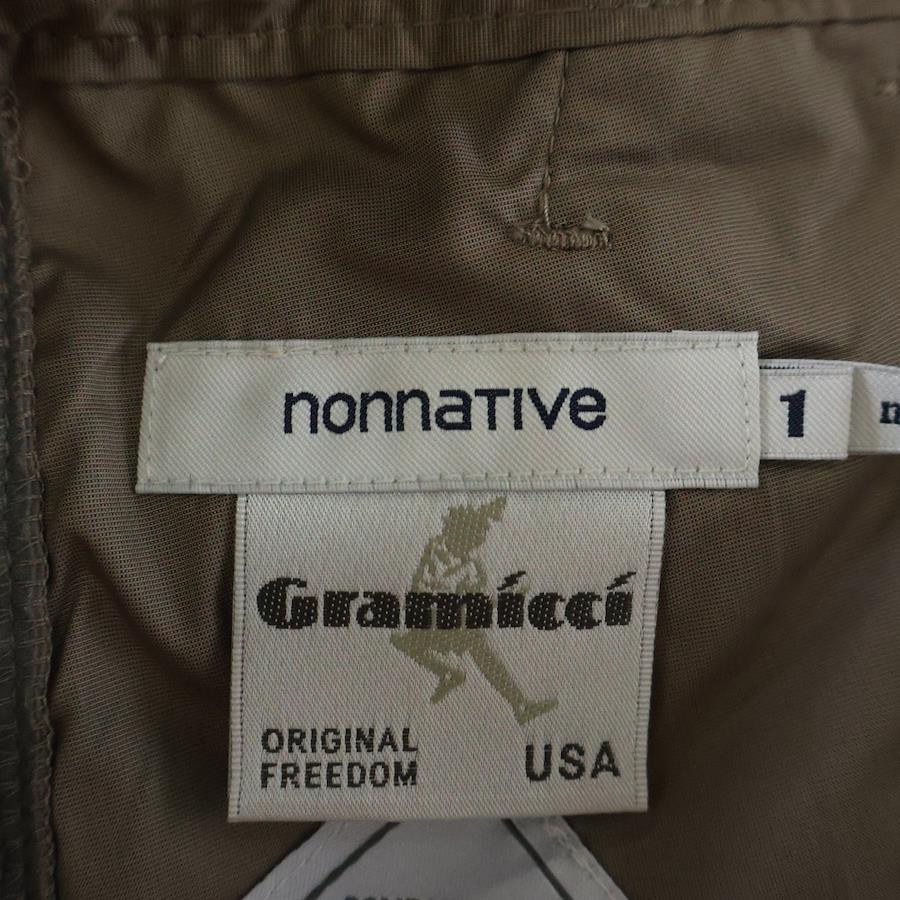 nonnative
1
Gramicci
ORIGINAL
FREEDOM
USA